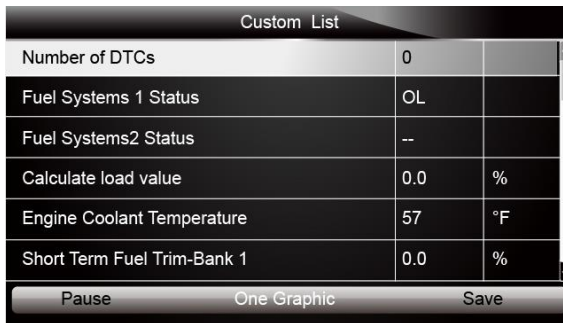 Custom List
Number of DTCs 0
Fuel Systems 1 Status OL
Fuel Systems2 Status --
Calculate load value 0.0 %
Engine Coolant Temperature 57 °F
Short Term Fuel Trim-Bank 1 0.0 %
Pause One Graphic Save